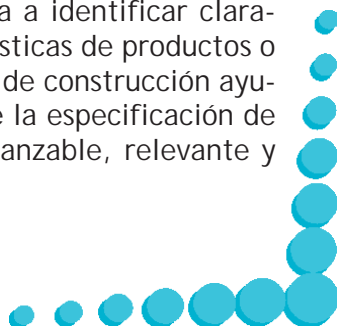 a a identificar clara-
sticas de productos o
de construcción ayu-
e la especificación de
anzable, relevante y